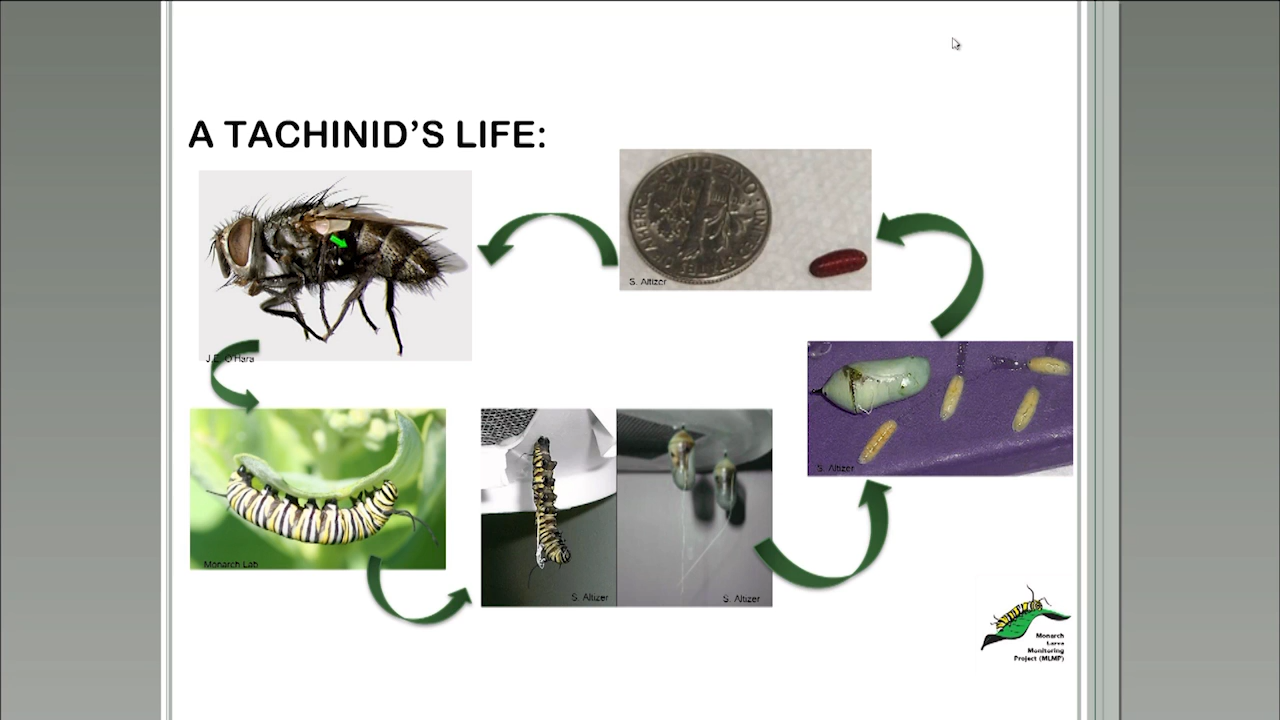 A TACHINID’S LIFE:
S. Altizer
J.E. O'Hara
S. Altizer
Monarch Lab
S. Altizer
S. Altizer
Monarch
Larva
Monitoring
Project (MLMP)